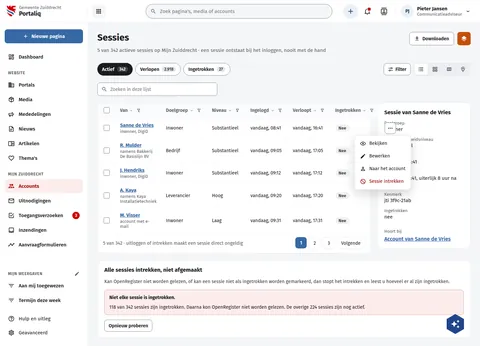 Gemeente Zuiddrecht
Portaliq
+ Nieuwe pagina
Dashboard
WEBSITE
Portals
Media
Mededelingen
Nieuws
Artikelen
Thema's
MIJN ZUIDDRECHT
Accounts
Uitnodigingen
Toegangsverzoeken
Inzendingen
Aanvraagformulieren
MIJN WEERGAVEN
Aan mij toegewezen
Termijn deze week
Hulp en uitleg
Geavanceerd
Zoek pagina's, media of accounts
Pieter Jansen
Communicatieadviseur
Sessies
5 van 342 actieve sessies op Mijn Zuiddrecht · een sessie ontstaat bij het inloggen, nooit met de hand
Downloaden
Actief 342
Verlopen
Ingetrokken 27
Filter
Zoeken in deze lijst
Van
Doelgroep
Niveau
Ingelogd
Verloopt
Ingetrokken
Sanne de Vries
Inwoner, DigiD
Inwoner
Substantieel
vandaag, 08:41
vandaag, 16:41
Nee
R. Mulder
namens Bakkerij
De Bataljon BV
Bedrijf
Substantieel
vandaag, 09:05
vandaag, 17:05
Nee
J. Hendriks
Inwoner, DigiD
Inwoner
Substantieel
vandaag, 09:12
vandaag, 17:12
Nee
A. Kaya
namens Kaya
Installatietechniek
Leverancier
Hoog
vandaag, 09:20
vandaag, 17:20
Nee
M. Visser
account met e-
mail
Inwoner
Laag
vandaag, 09:31
vandaag, 17:31
Nee
5 van 342 · uitloggen of intrekken maakt een sessie direct ongeldig
1
2
3
Volgende
Sessie van Sanne de Vries
Bekijken
Bewerken
Naar het account
Sessie intrekken
Kenmerk
Ingetrokken
nee
Hoort bij
Account van Sanne de Vries
Alle sessies intrekken, niet afgemaakt
Kan OpenRegister niet worden gelezen, of kan een sessie niet als ingetrokken worden gemarkeerd, dan stopt het intrekken en leest u hoeveel er al zijn ingetrokken.
Niet elke sessie is ingetrokken.
118 van 342 sessies zijn ingetrokken. Daarna kon OpenRegister niet worden gelezen. De overige 224 sessies zijn nog actief.
Opnieuw proberen